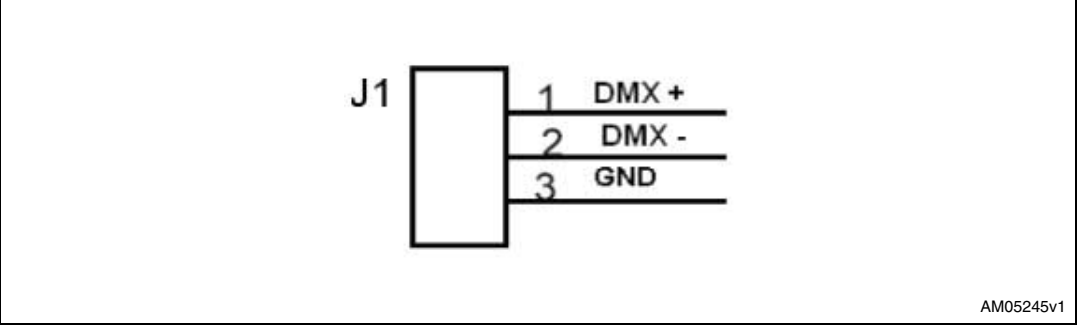 J1
1 DMX +
2 DMX -
3 GND
AM05245v1